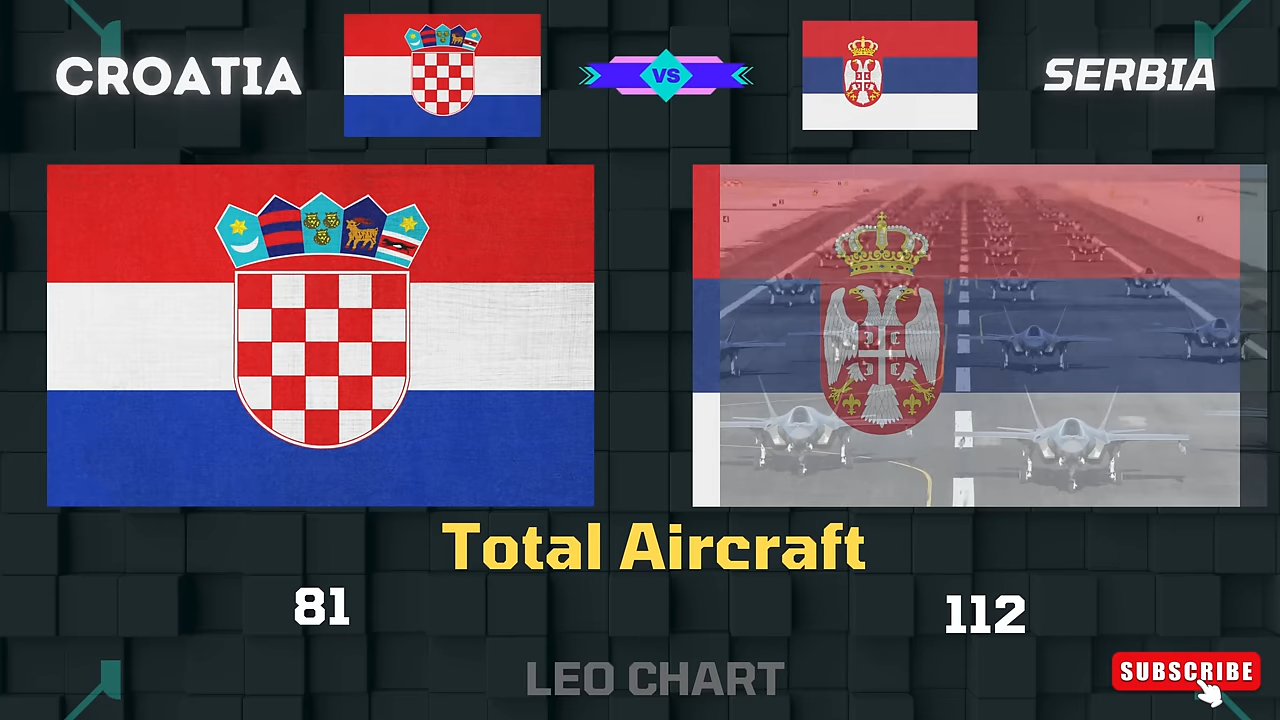 CROATIA
VS
SERBIA
Total Aircraft
81
112
LEO CHART
SUBSCRIBE